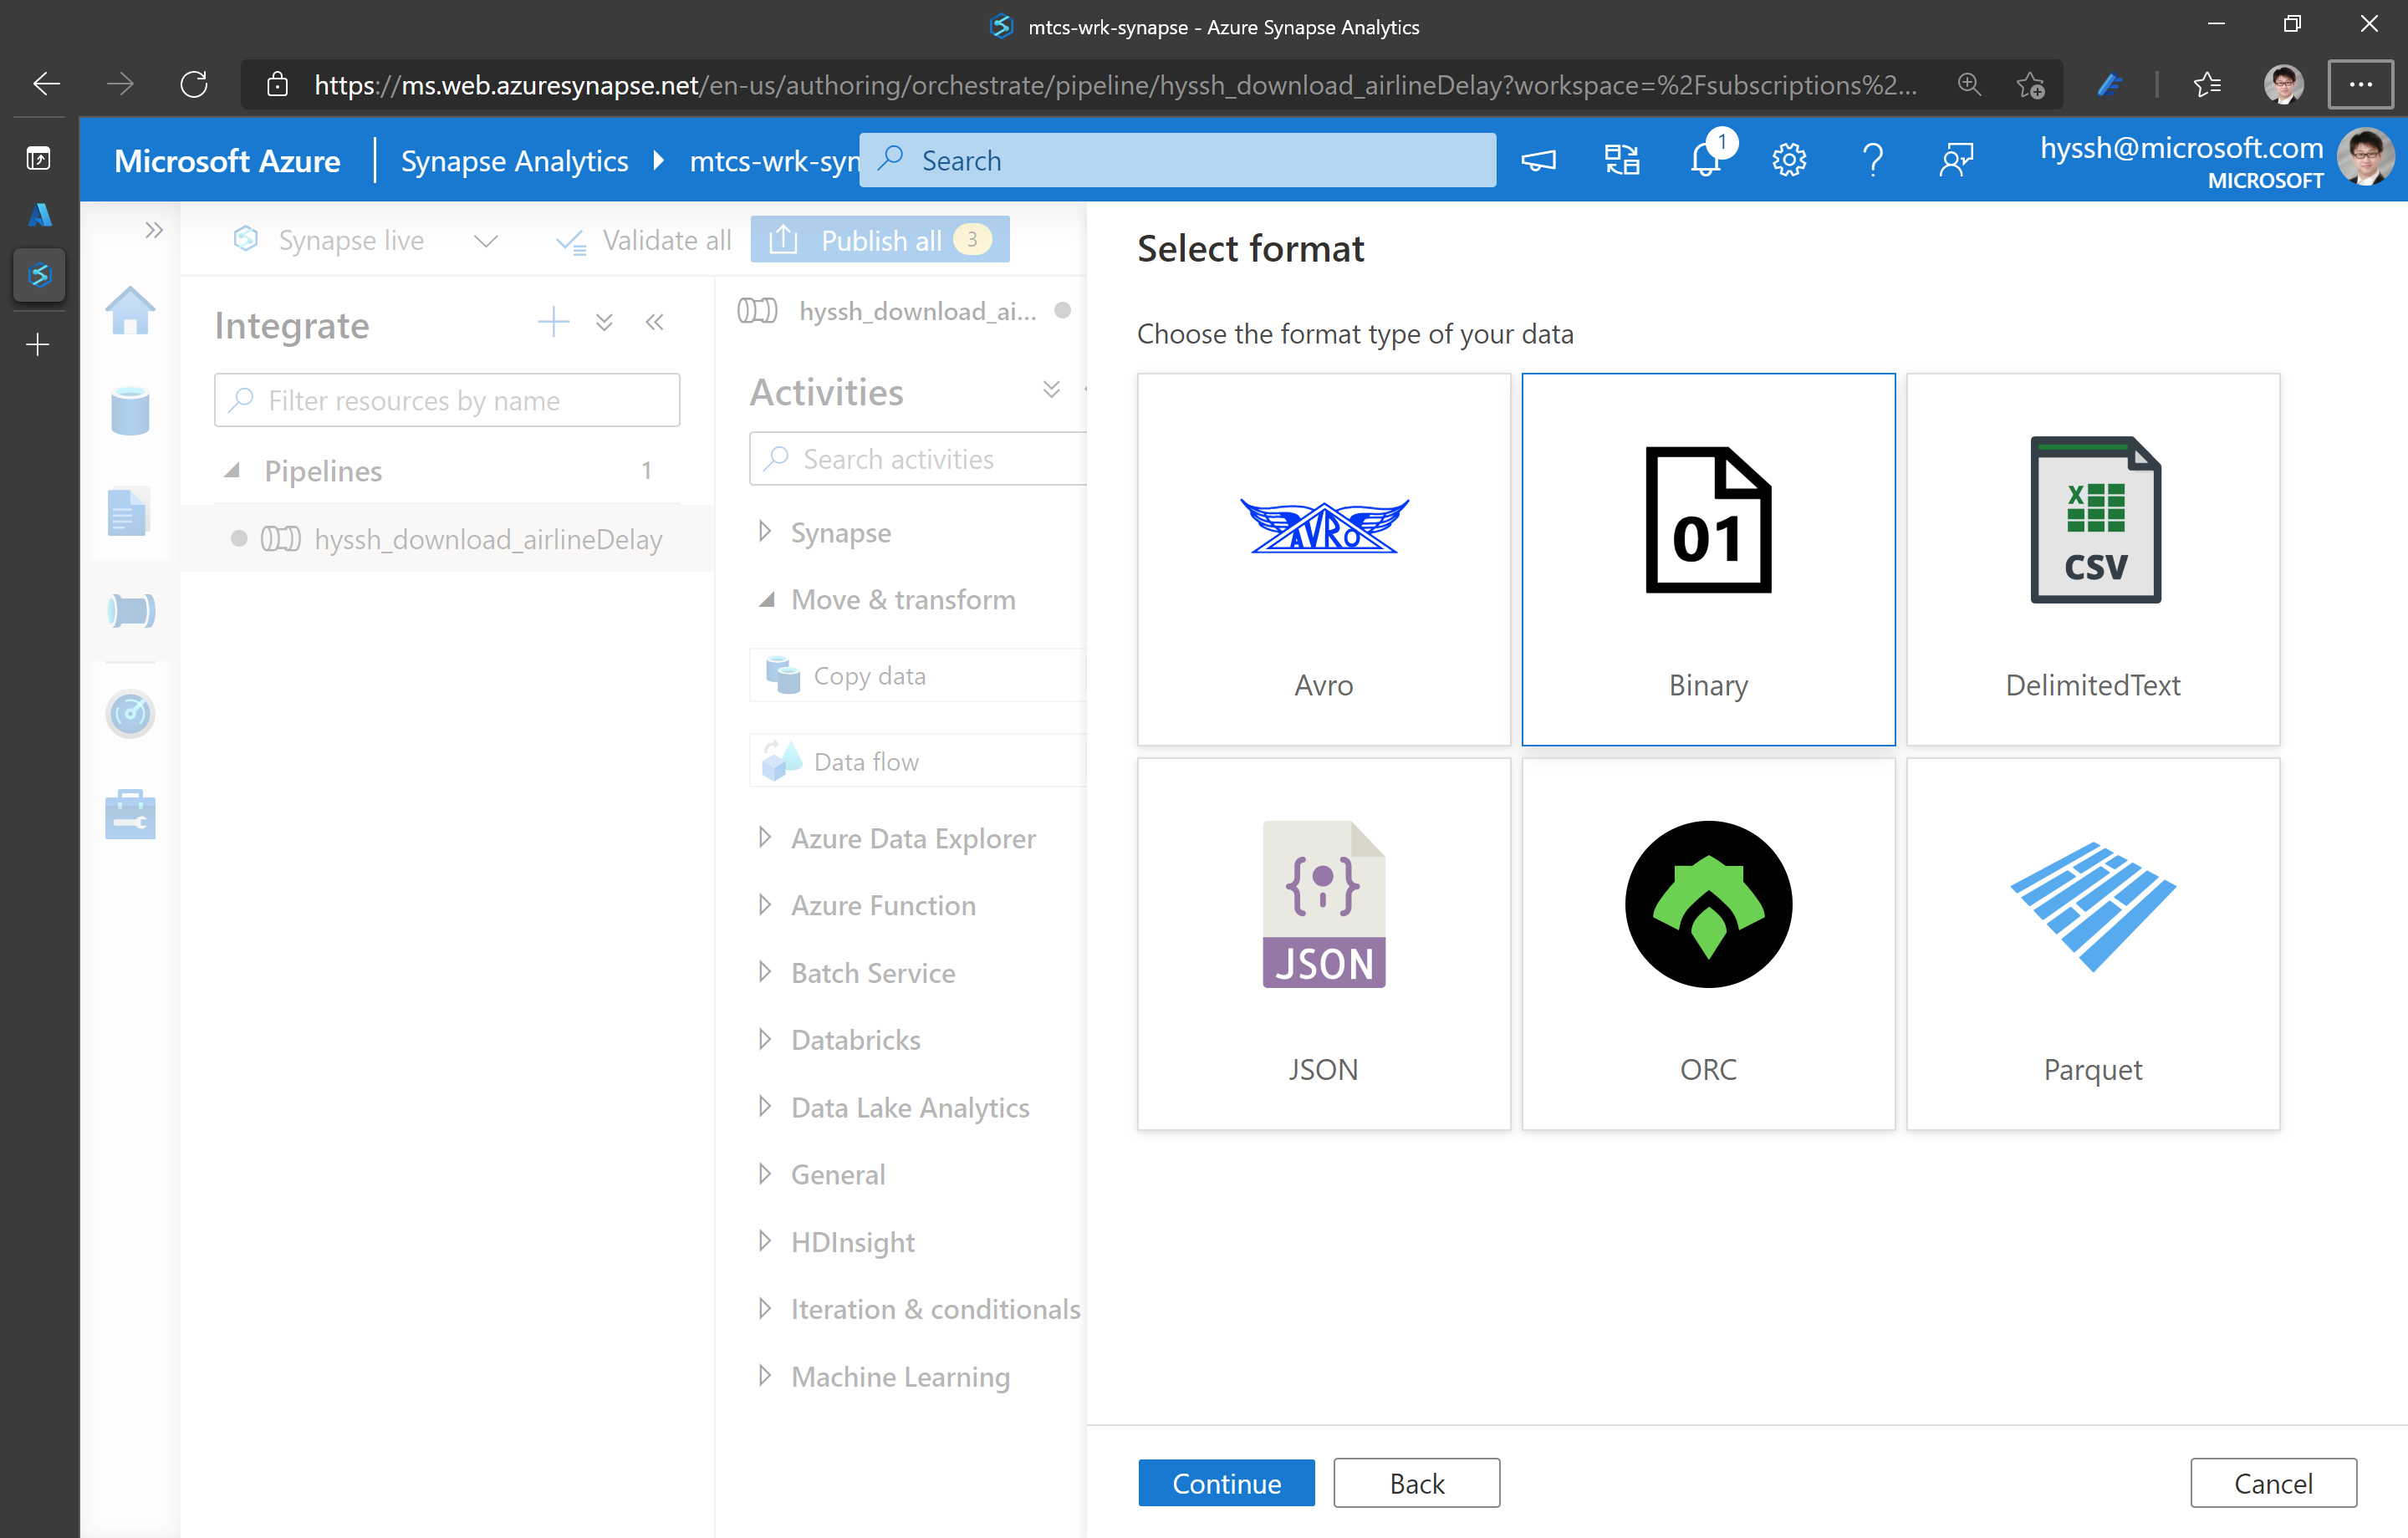 mtcs-wrk-synapse - Azure Synapse Analytics
https://ms.web.azuresynapse.net/en-us/authoring/orchestrate/pipeline/hyssh_download_airlineDelay?workspace=%2Fsubscriptions%2...
Microsoft Azure
Synapse Analytics
mtcs-wrk-syn
Search
1
hyssh@microsoft.com
MICROSOFT
Synapse live
Validate all
Publish all
3
Integrate
Filter resources by name
Pipelines
1
hyssh_download_airlineDelay
hyssh_download_ai...
Activities
Search activities
Synapse
Move & transform
Copy data
Data flow
Azure Data Explorer
Azure Function
Batch Service
Databricks
Data Lake Analytics
General
HDInsight
Iteration & conditionals
Machine Learning
Select format
Choose the format type of your data
AVRO
Avro
01
Binary
X
CSV
DelimitedText
JSON
JSON
ORC
Parquet
Continue
Back
Cancel